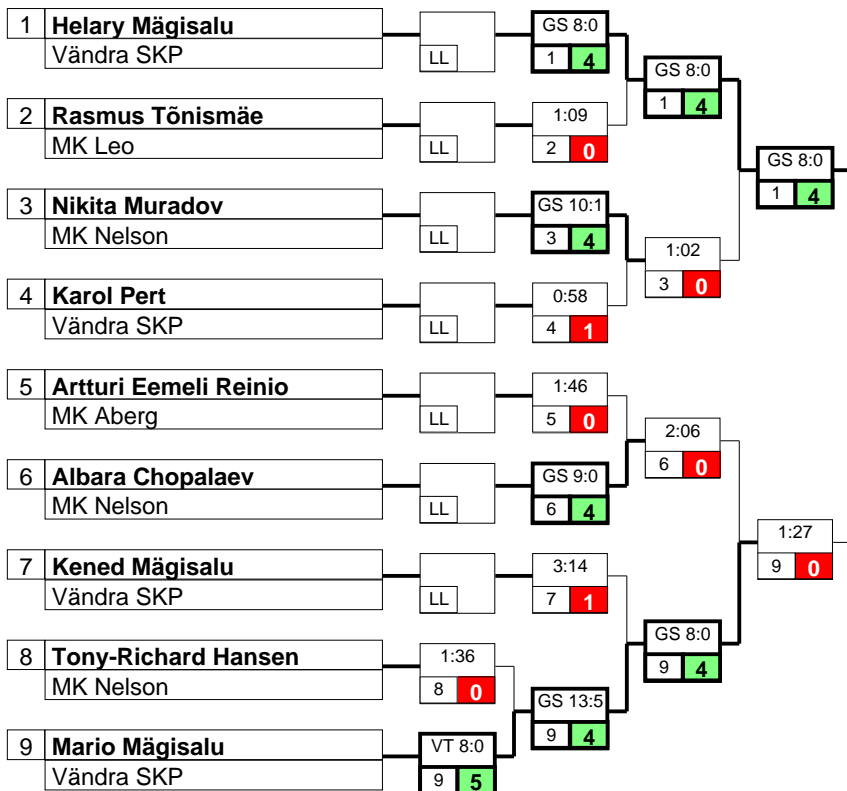 1 Helary Mägisalu GS 8:0
Vändra SKP LL 1 4 GS 8:0
1 4
2 Rasmus Tõnismäe 1:09
MK Leo LL 2 0 GS 8:0
1 4
3 Nikita Muradov GS 10:1
MK Nelson LL 3 4 1:02
3 0
4 Karol Pert 0:58
Vändra SKP LL 4 1
5 Artturi Eemeli Reinio 1:46
MK Aberg LL 5 0 2:06
6 0
6 Albara Chopalaev GS 9:0
MK Nelson LL 6 4 1:27
9 0
7 Kened Mägisalu 3:14
Vändra SKP LL 7 1 GS 8:0
9 4
8 Tony-Richard Hansen 1:36
MK Nelson 8 0 GS 13:5
9 4
9 Mario Mägisalu VT 8:0
Vändra SKP 9 5